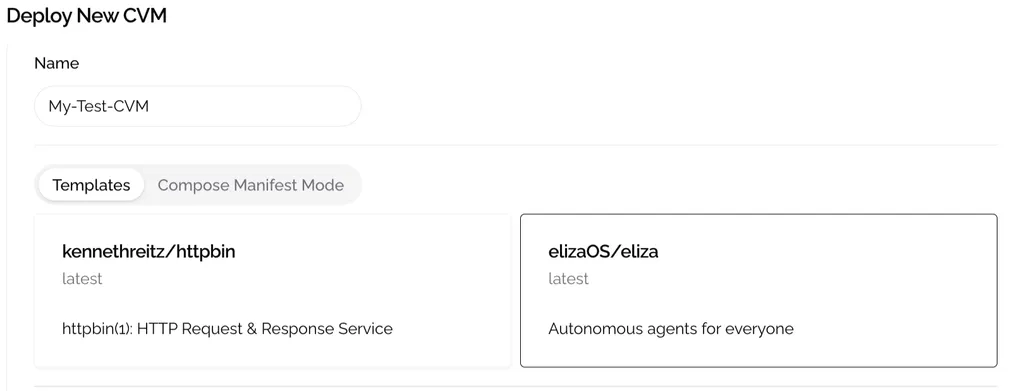 Deploy New CVM
Name
My-Test-CVM
Templates Compose Manifest Mode
kennethreitz/httpbin
latest
httpbin(1): HTTP Request & Response Service
elizaOS/eliza
latest
Autonomous agents for everyone